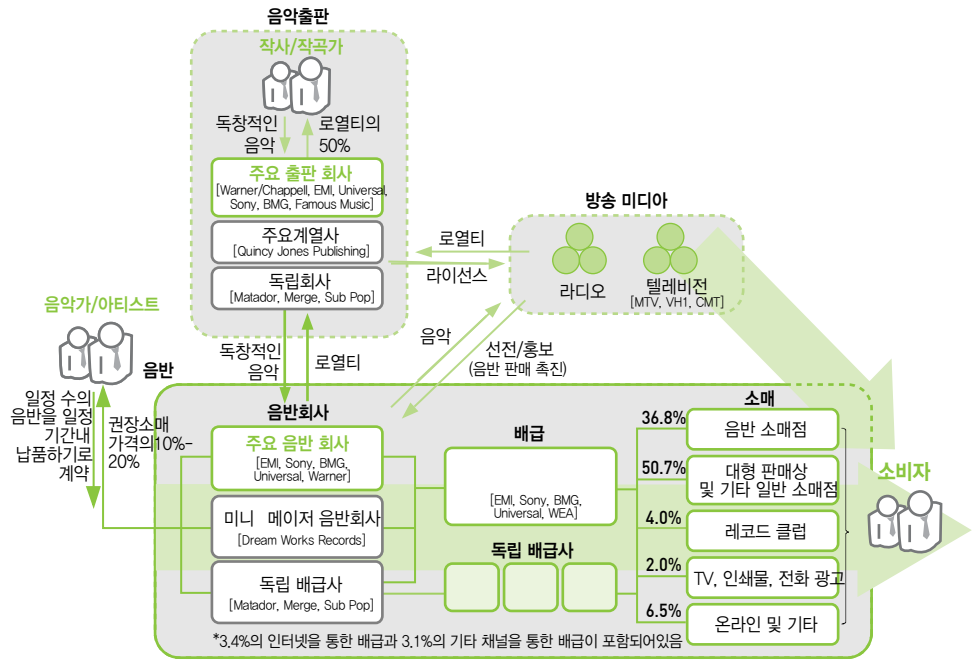 음악출판
작사/작곡가
독창적인
음악
로열티의
50%
주요 출판 회사
[Warner/Chappell, EMI, Universal,
Sony, BMG, Famous Music]
주요계열사
[Quincy Jones Publishing]
독립회사
[Matador, Merge, Sub Pop]
방송 미디어
로열티
라이선스
라디오
텔레비전
[MTV, VH1, CMT]
음악가/아티스트
음반
독창적인
음악
로열티
음악
선전/홍보
(음반 판매 촉진)
일정 수의
음반을 일정
기간내
납품하기로
계약
권장소매
가격의10%-
20%
음반회사
주요 음반 회사
[EMI, Sony, BMG,
Universal, Warner]
미니 메이저 음반회사
[Dream Works Records]
독립 배급사
[Matador, Merge, Sub Pop]
배급
[EMI, Sony, BMG,
Universal, WEA]
독립 배급사
소매
36.8%
음반 소매점
50.7%
대형 판매상
및 기타 일반 소매점
4.0%
레코드 클럽
2.0%
TV, 인쇄물, 전화 광고
6.5%
온라인 및 기타
소비자
*3.4%의 인터넷을 통한 배급과 3.1%의 기타 채널을 통한 배급이 포함되어있음